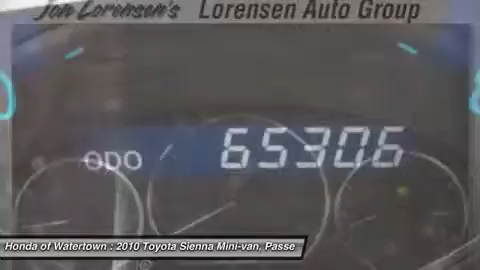 Jon Lorensen's Lorensen Auto Group
ODO 65306
Honda of Watertown : 2010 Toyota Sienna Mini-van, Passe